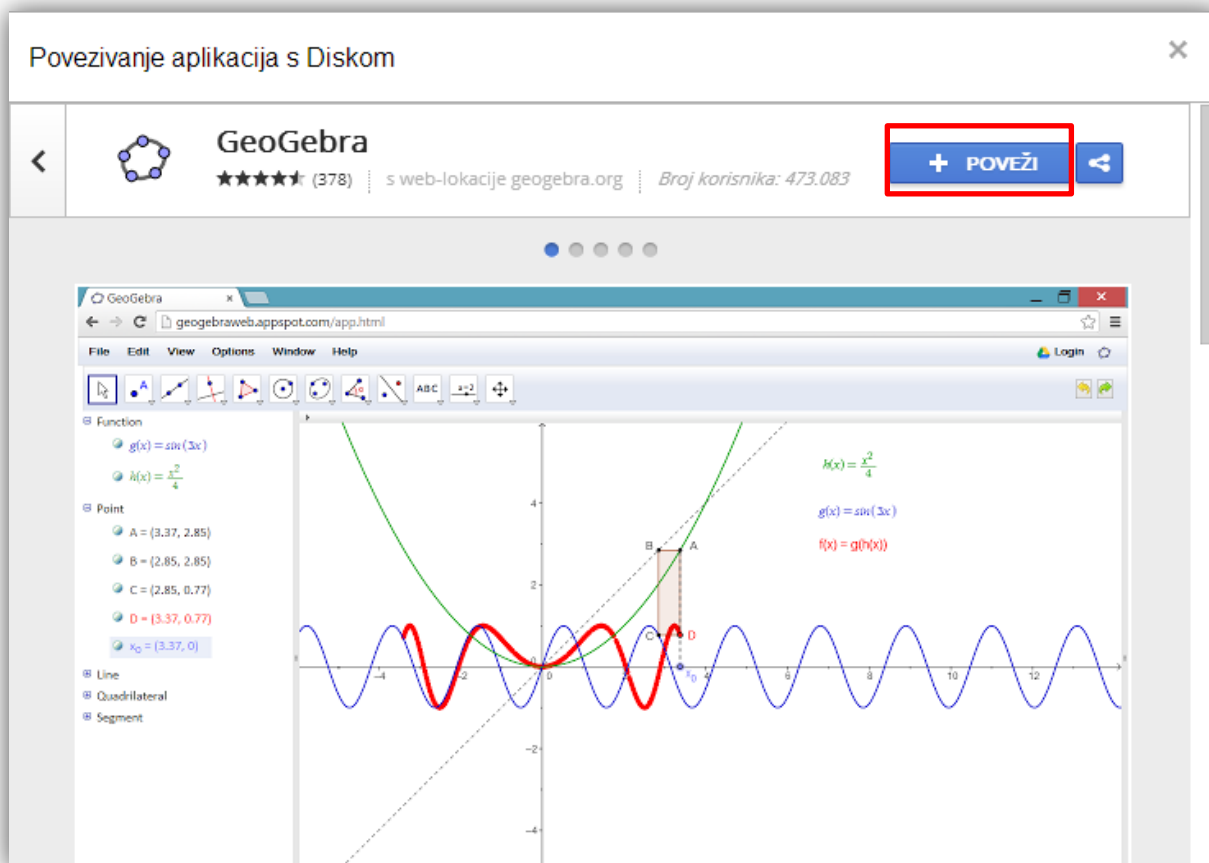 Povezivanje aplikacija s Diskom
GeoGebra
(378) s web-lokacije geogebra.org Broj korisnika: 473.083
+ POVEŽI
GeoGebra
geogebraweb.appspot.com/app.html
File Edit View Options Window Help Login
A ABC a=2
Function
g(x) = sin(3x)
h(x) = x²/4
Point
A = (3.37, 2.85)
B = (2.85, 2.85)
C = (2.85, 0.77)
D = (3.37, 0.77)
x₀ = (3.37, 0)
Line
Quadrilateral
Segment
h(x) = x²/4
g(x) = sin(3x)
f(x) = g(h(x))
4
B A
2
C D
0
-4 -2 0 x₀ 4 6 8 10 12
-2
-4